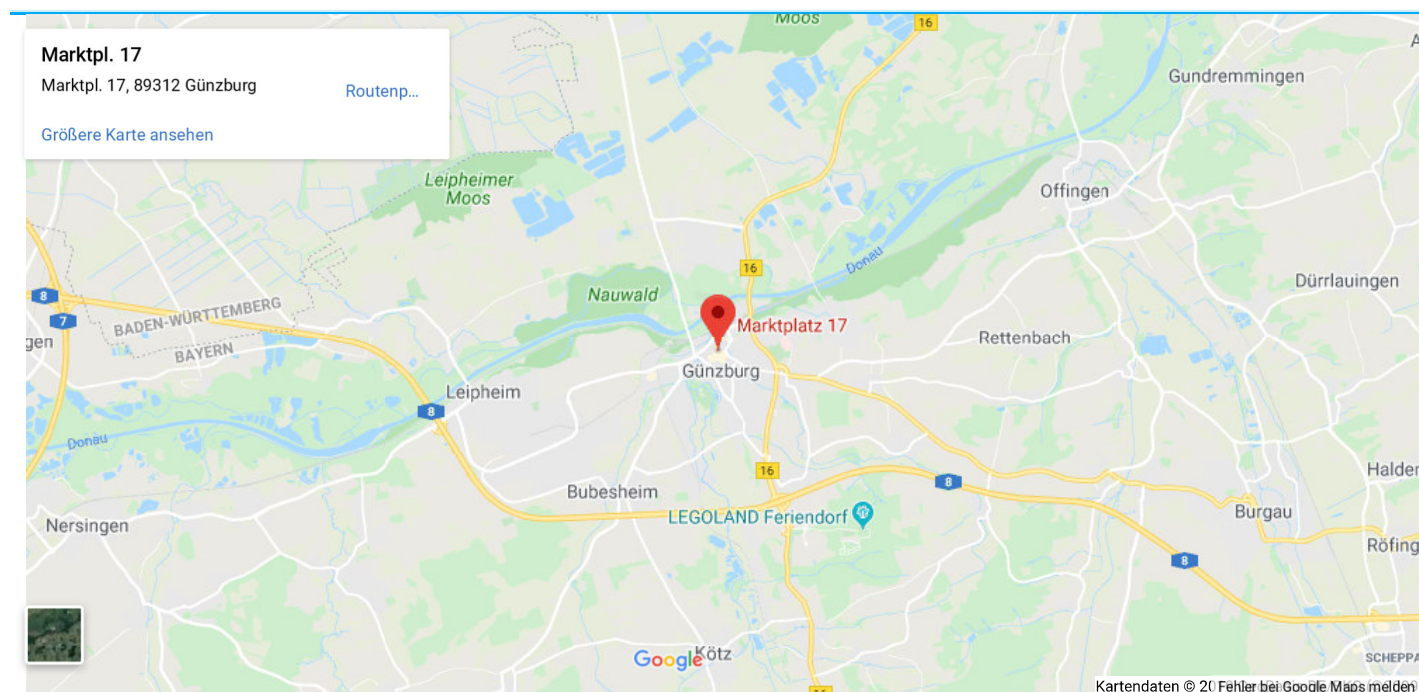 Moos
16
Marktpl. 17
Marktpl. 17, 89312 Günzburg
Routenp...
Größere Karte ansehen
Gundremmingen
Leipheimer
Moos
Offingen
Donau
16
Dürrlauingen
8
7
BADEN-WÜRTTEMBERG
BAYERN
Nauwald
Marktplatz 17
Rettenbach
gen
Günzburg
Leipheim
8
Donau
16
8
Halder
Bubesheim
LEGOLAND Feriendorf
Burgau
Nersingen
Röfing
8
Google
Kötz
SCHEPPA
Kartendaten © 20
Fehler bei Google Maps melden